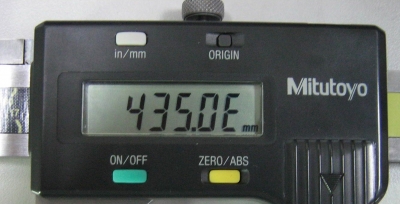 in/mm ORIGIN
435.0E mm Mitutoyo
ON/OFF ZERO/ABS